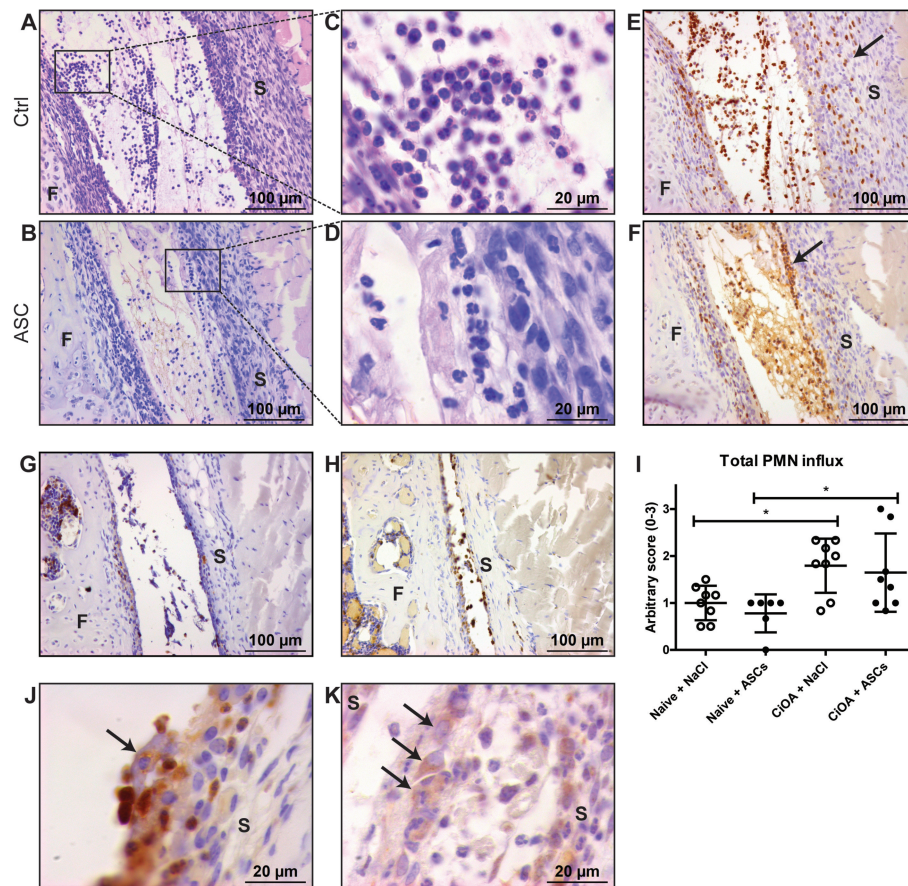 A
C
E
Ctrl
S
F
100 µm
20 µm
S
F
100 µm
B
D
F
ASC
F
S
100 µm
20 µm
F
S
100 µm
G
H
I
S
F
100 µm
S
F
100 µm
Total PMN influx
Arbitrary score (0-3)
3
2
1
0
*
*
Naive + NaCl
Naive + ASCs
CiOA + NaCl
CiOA + ASCs
J
K
S
20 µm
S
S
20 µm